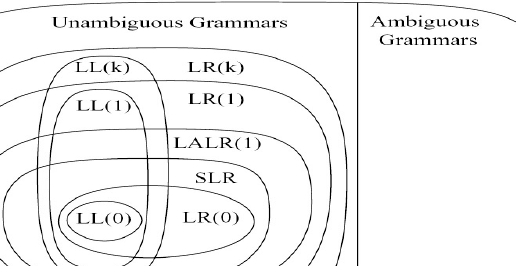 Unambiguous Grammars
Ambiguous
Grammars
LL(k)
LR(k)
LL(1)
LR(1)
LALR(1)
SLR
LL(0)
LR(0)